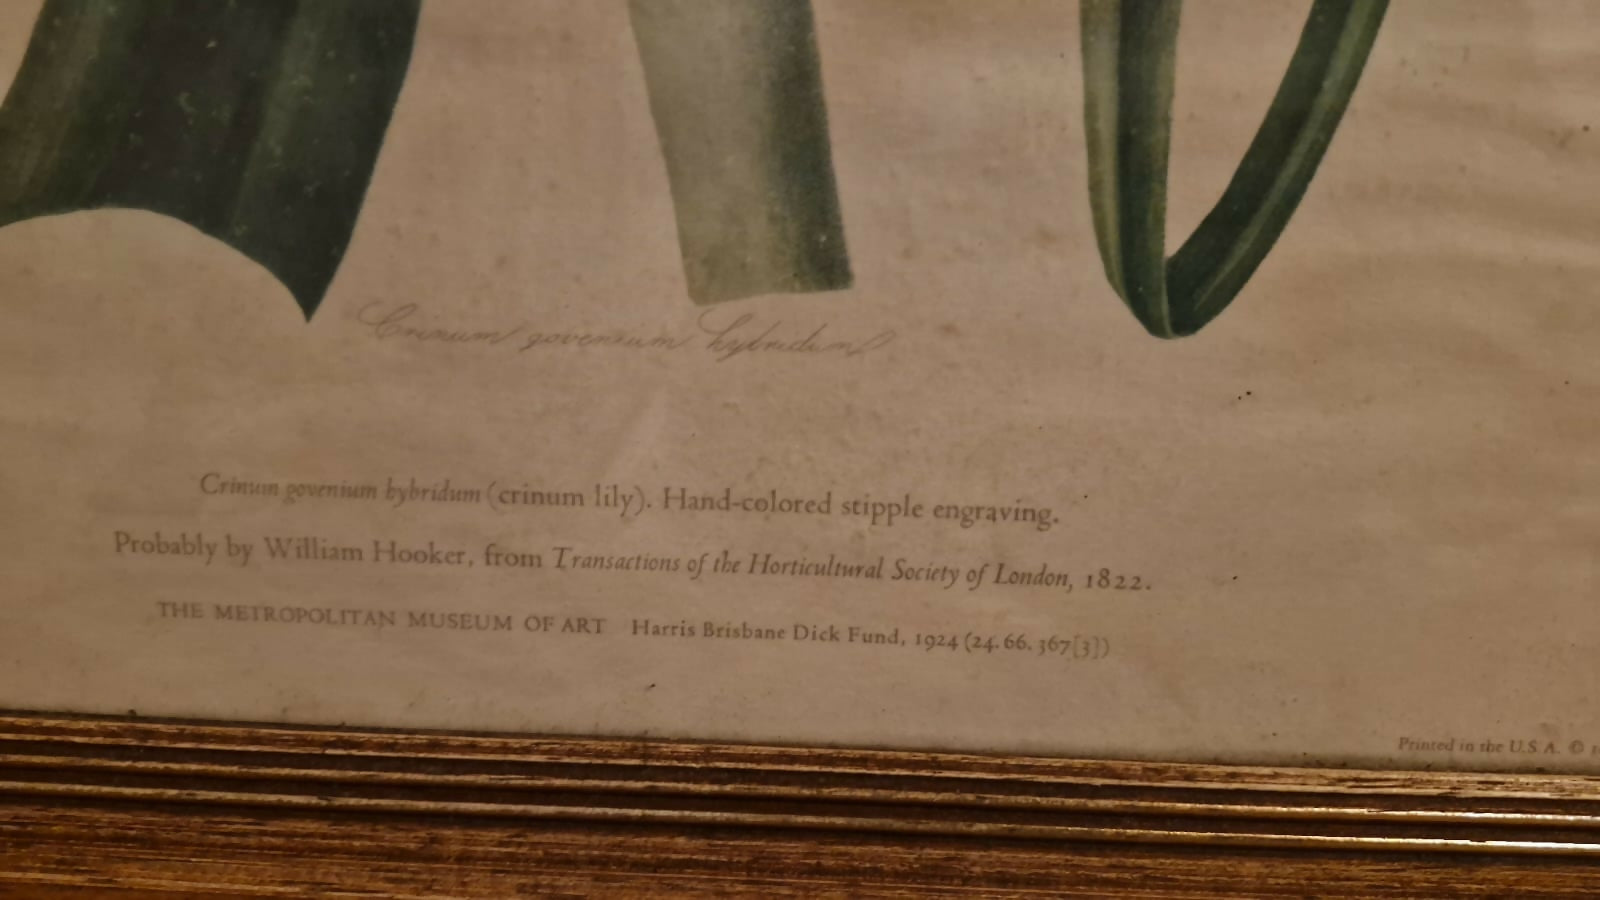 Crinum govenium hybridum
Crinum govenium hybridum (crinum lily). Hand-colored stipple engraving.
Probably by William Hooker, from Transactions of the Horticultural Society of London, 1822.
THE METROPOLITAN MUSEUM OF ART Harris Brisbane Dick Fund, 1924 (24.66.367[3])
Printed in the U.S.A. ©